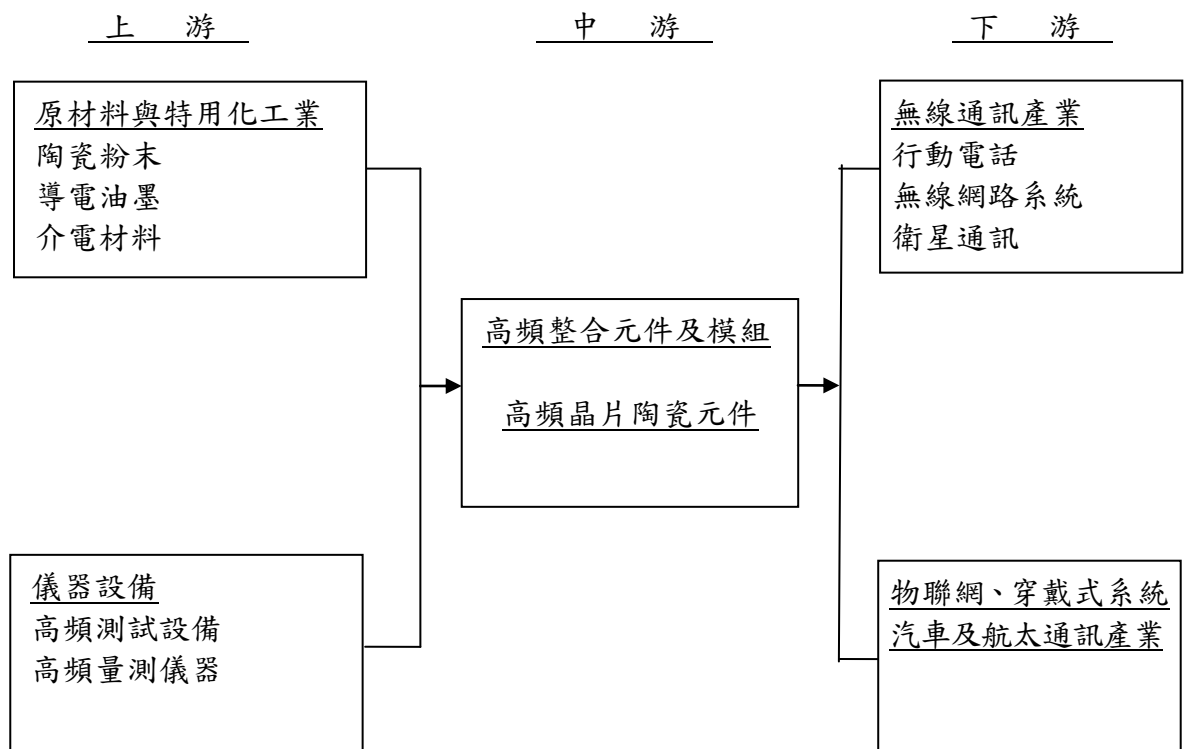 上 游
中 游
下 游
原材料與特用化工業
陶瓷粉末
導電油墨
介電材料
無線通訊產業
行動電話
無線網路系統
衛星通訊
高頻整合元件及模組
高頻晶片陶瓷元件
儀器設備
高頻測試設備
高頻量測儀器
物聯網、穿戴式系統
汽車及航太通訊產業